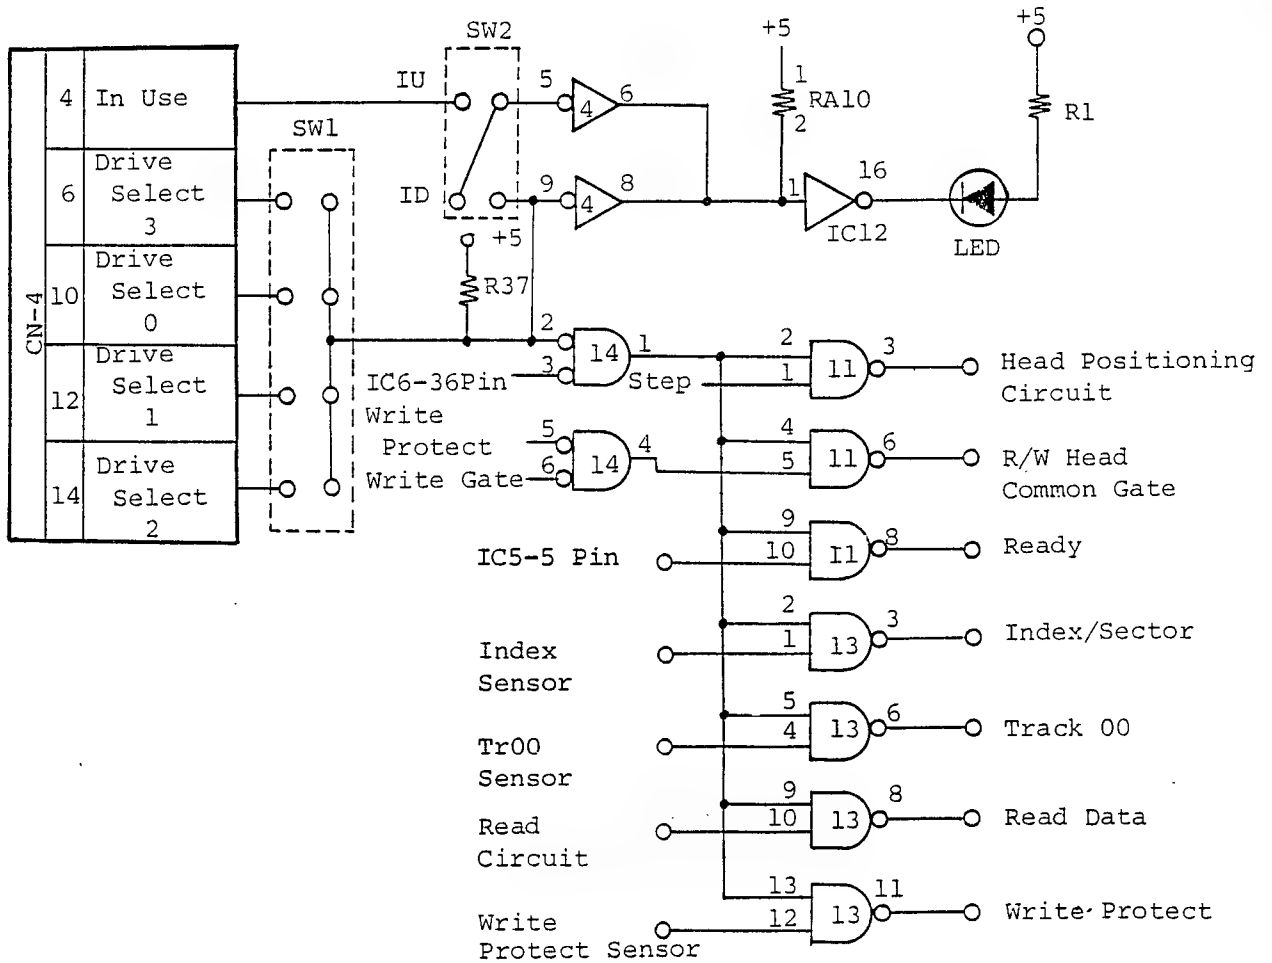 +5
+5
SW2
IU
5
6
1
4
RA10
2
R1
4
In Use
SW1
Drive
6
Select
3
ID
9
8
4
1
16
IC12
LED
+5
R37
Drive
10
Select
0
CN-4
2
14
1
3
IC6-36Pin
Step
2
3
1
11
Head Positioning
Circuit
Drive
12
Select
1
Write
Protect
5
4
14
6
Write Gate
4
6
5
11
R/W Head
Common Gate
Drive
14
Select
2
IC5-5 Pin
9
8
10
11
Ready
Index
Sensor
2
3
1
13
Index/Sector
Tr00
Sensor
5
6
4
13
Track 00
Read
Circuit
9
8
10
13
Read Data
Write
Protect Sensor
13
11
12
13
Write Protect